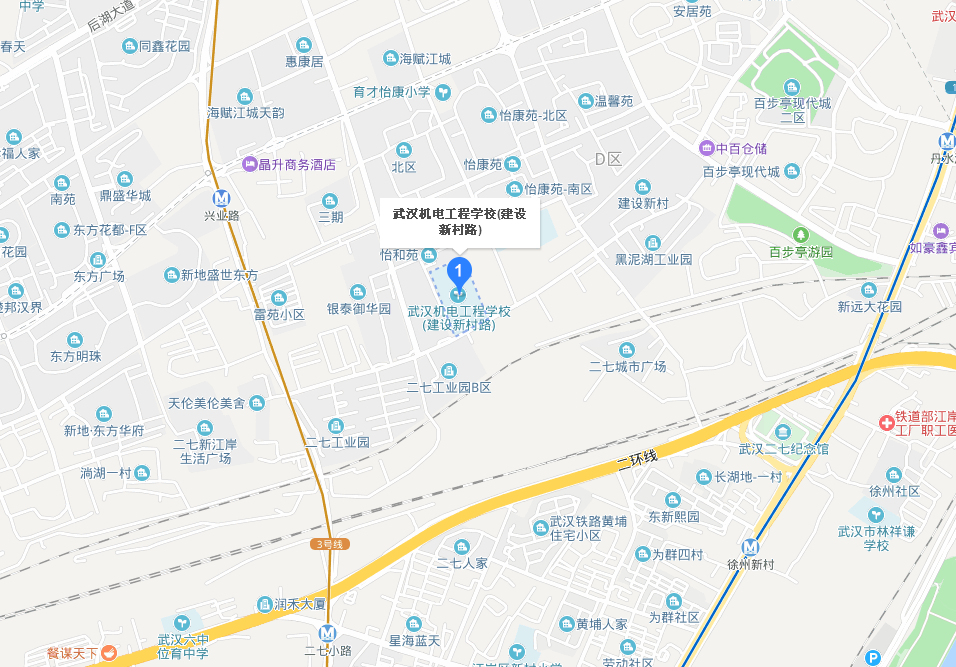 中学
后湖大道
安居苑
武汉
春天
同鑫花园
惠康居
海赋江城
育才怡康小学
海赋江城天韵
怡康苑-北区
温馨苑
百步亭现代城
二区
福人家
晶升商务酒店
北区
怡康苑
D区
中百仓储
百步亭现代城
丹水
南苑
鼎盛华城
兴业路
三期
怡康苑-南区
建设新村
武汉机电工程学校(建设
新村路)
东方花都-F区
花园
东方广场
新地盛世东方
怡和苑
1
黑泥湖工业园
百步亭游园
如豪鑫宾
邦汉界
雷苑小区
银泰御华园
武汉机电工程学校
(建设新村路)
新远大花园
东方明珠
二七工业园B区
二七城市广场
天伦美伦美舍
新地·东方华府
二七新江岸
生活广场
二七工业园
铁道部江岸
工厂职工医
武汉二七纪念馆
淌湖一村
二环线
长湖地-一村
徐州社区
东新熙园
武汉市林祥谦
学校
武汉铁路黄埔
住宅小区
3号线
二七人家
为群四村
徐州新村
润禾大厦
为群社区
武汉六中
位育中学
餐谋天下
二七小路
星海蓝天
黄埔人家
江岸区新村小学
劳动社区
P